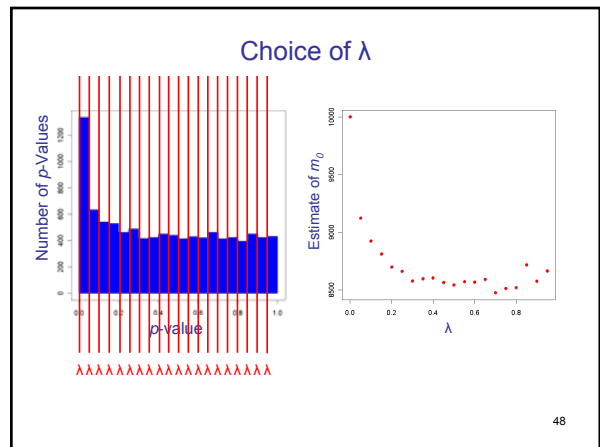 Choice of λ
Number of p-Values
0 200 400 600 800 1000 1200
0.0 0.2 0.4 0.6 0.8 1.0
p-value
λ λ λ λ λ λ λ λ λ λ λ λ λ λ λ λ λ λ λ λ
Estimate of m₀
8500 9000 9500 10000
0.0 0.2 0.4 0.6 0.8
λ
48